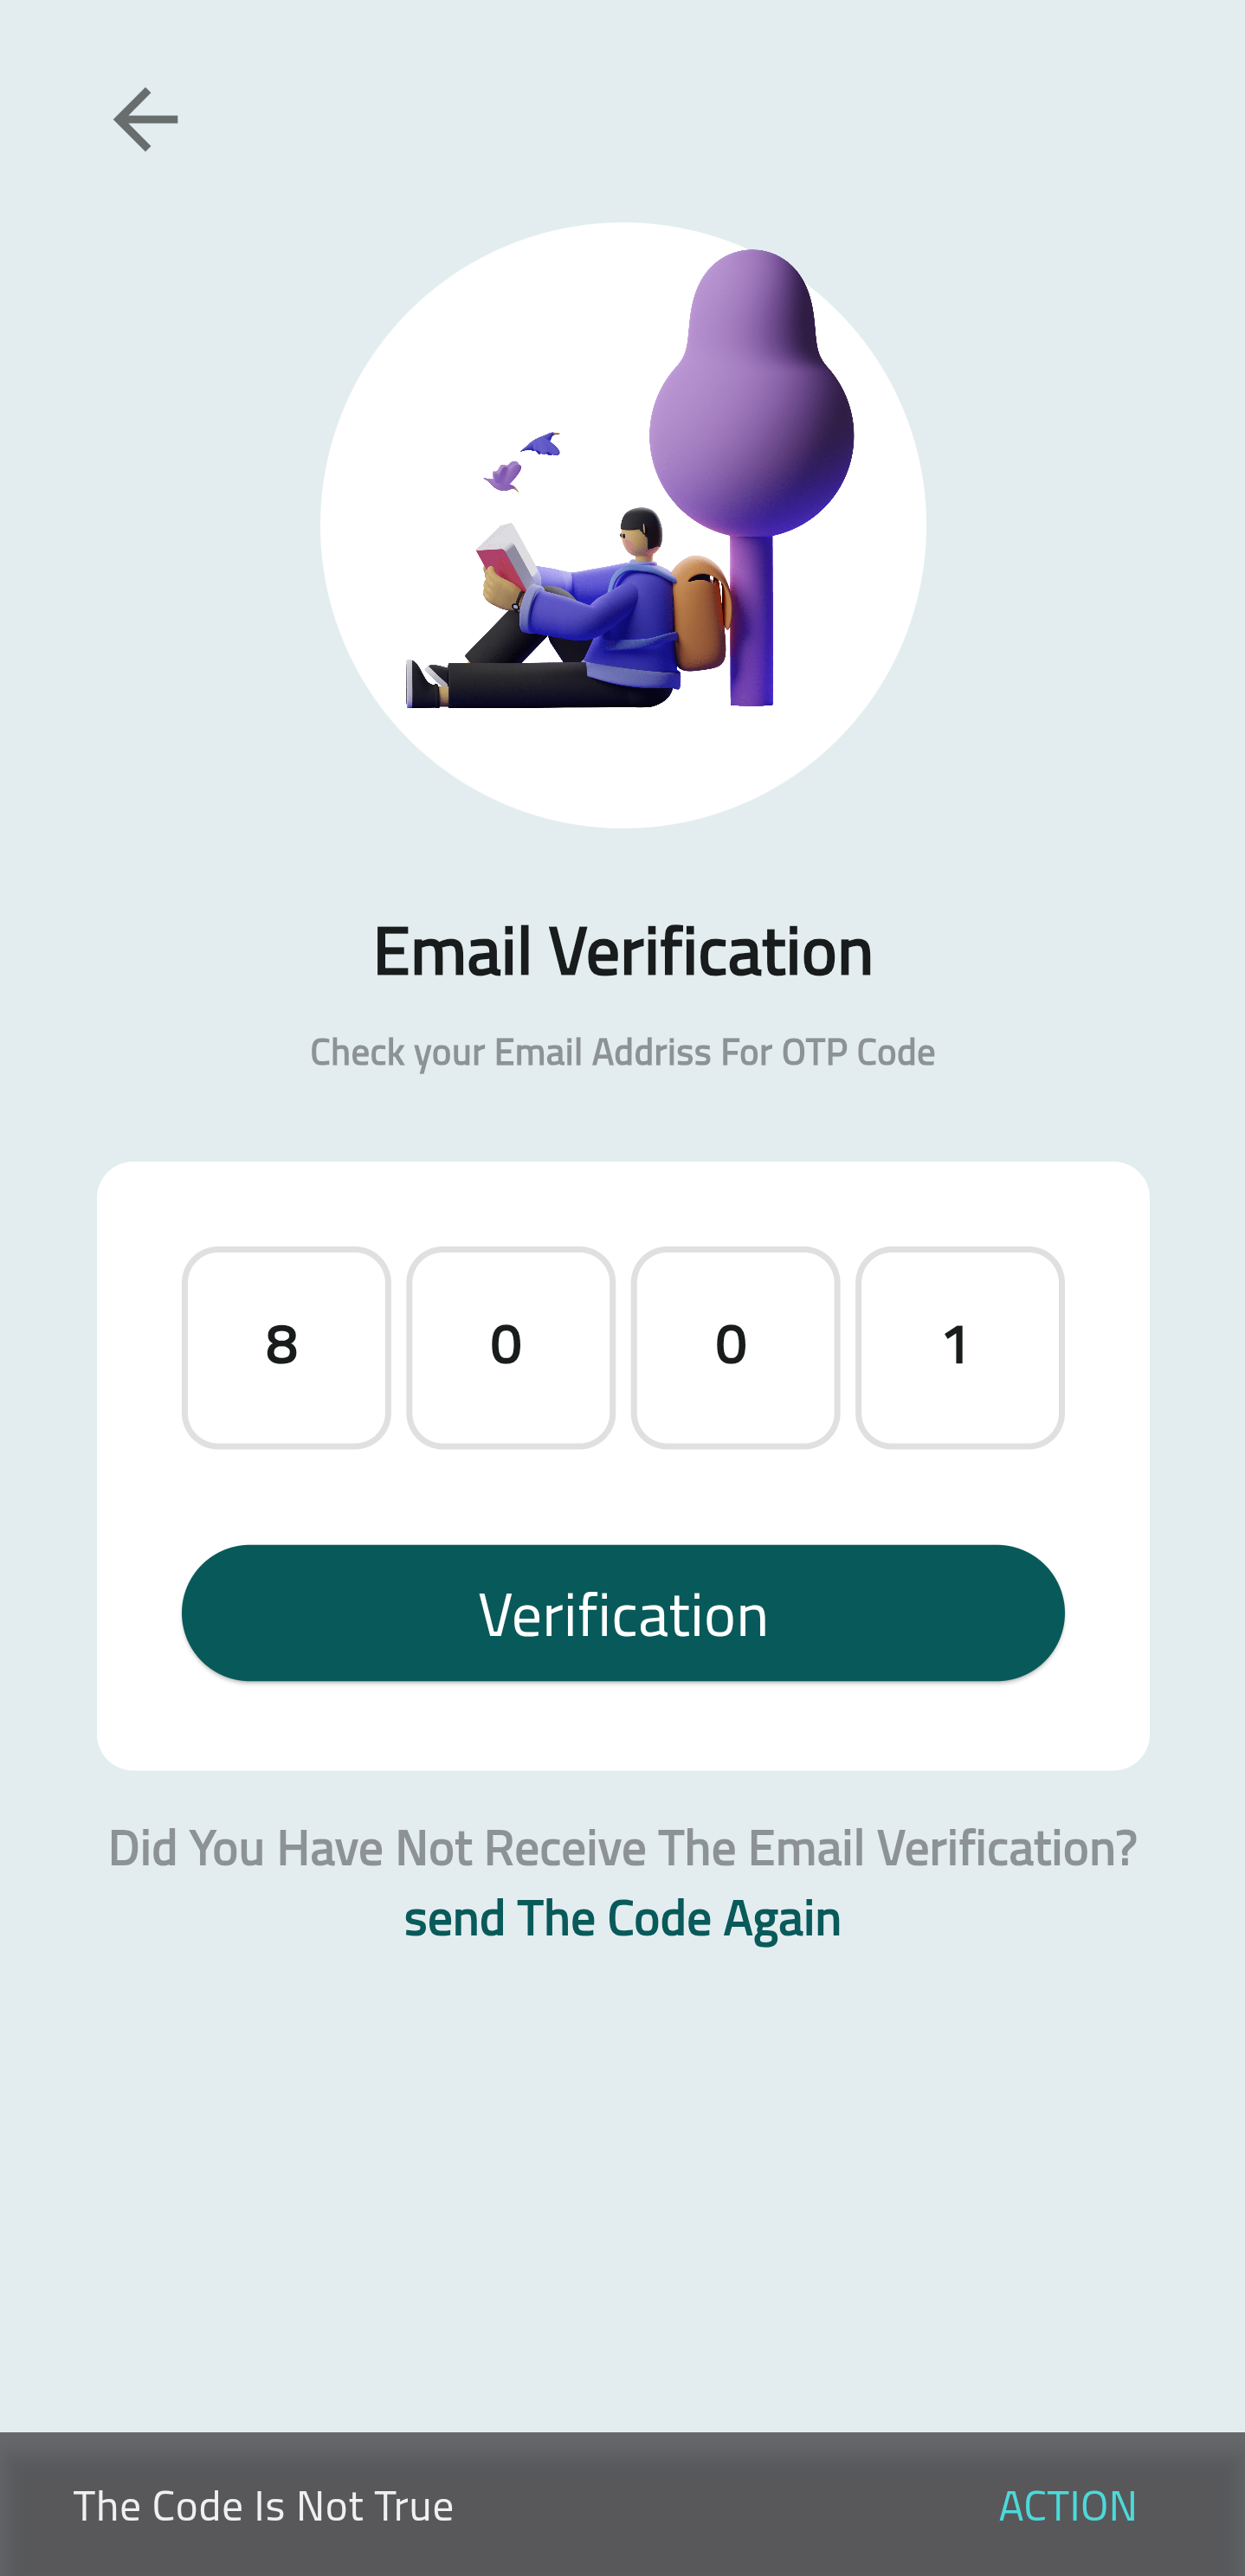 Email Verification
Check your Email Addriss For OTP Code
8 0 0 1
Verification
Did You Have Not Receive The Email Verification?
send The Code Again
The Code Is Not True ACTION